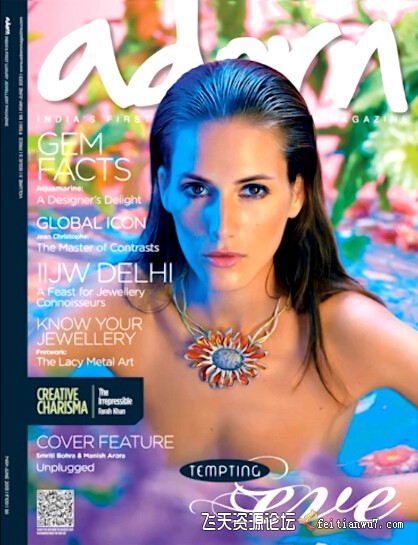 adorn
INDIA'S FIRST
MAGAZINE
GEM
FACTS
Aquamarine:
A Designer's Delight
GLOBAL ICON
Jean Christophe:
The Master of Contrasts
IIJW DELHI
A Feast for Jewellery
Connoisseurs
KNOW YOUR
JEWELLERY
Fretwork:
The Lacy Metal Art
CREATIVE
CHARISMA
The
Irrepressible
Farah Khan
COVER FEATURE
Smriti Bohra & Manish Arora
Unplugged
TEMPTING
eve
飞天资源论坛
feitianwu7.com